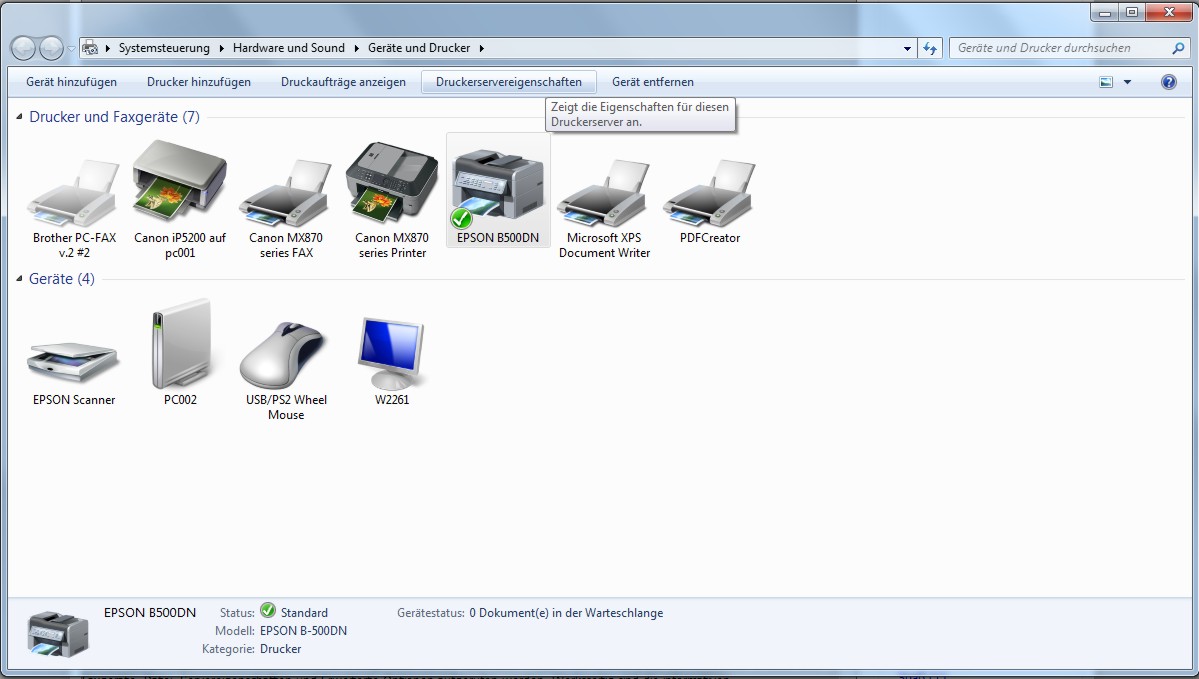 Systemsteuerung Hardware und Sound Geräte und Drucker Geräte und Drucker durchsuchen
Gerät hinzufügen Drucker hinzufügen Druckaufträge anzeigen Druckerservereigenschaften Gerät entfernen
Zeigt die Eigenschaften für diesen
Druckerserver an.
Drucker und Faxgeräte (7)
Brother PC-FAX
v.2 #2
Canon iP5200 auf
pc001
Canon MX870
series FAX
Canon MX870
series Printer
EPSON B500DN
Microsoft XPS
Document Writer
PDFCreator
Geräte (4)
EPSON Scanner
PC002
USB/PS2 Wheel
Mouse
W2261
EPSON B500DN Status: Standard Gerätestatus: 0 Dokument(e) in der Warteschlange
Modell: EPSON B-500DN
Kategorie: Drucker